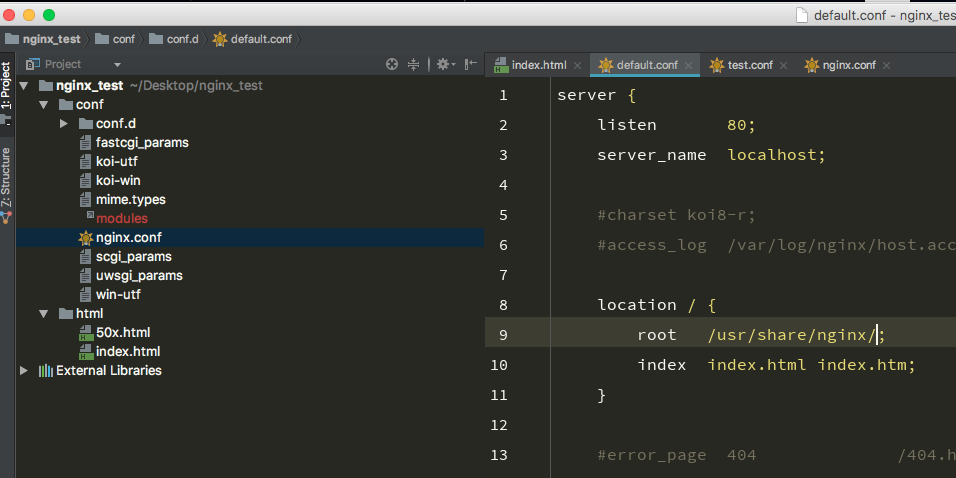 default.conf - nginx_tes
nginx_test conf conf.d default.conf
1: Project
Z: Structure
Project
nginx_test ~/Desktop/nginx_test
conf
conf.d
fastcgi_params
koi-utf
koi-win
mime.types
modules
nginx.conf
scgi_params
uwsgi_params
win-utf
html
50x.html
index.html
External Libraries
index.html default.conf test.conf nginx.conf
1 server {
2 listen 80;
3 server_name localhost;
4
5 #charset koi8-r;
6 #access_log /var/log/nginx/host.acc
7
8 location / {
9 root /usr/share/nginx/;
10 index index.html index.htm;
11 }
12
13 #error_page 404 /404.h